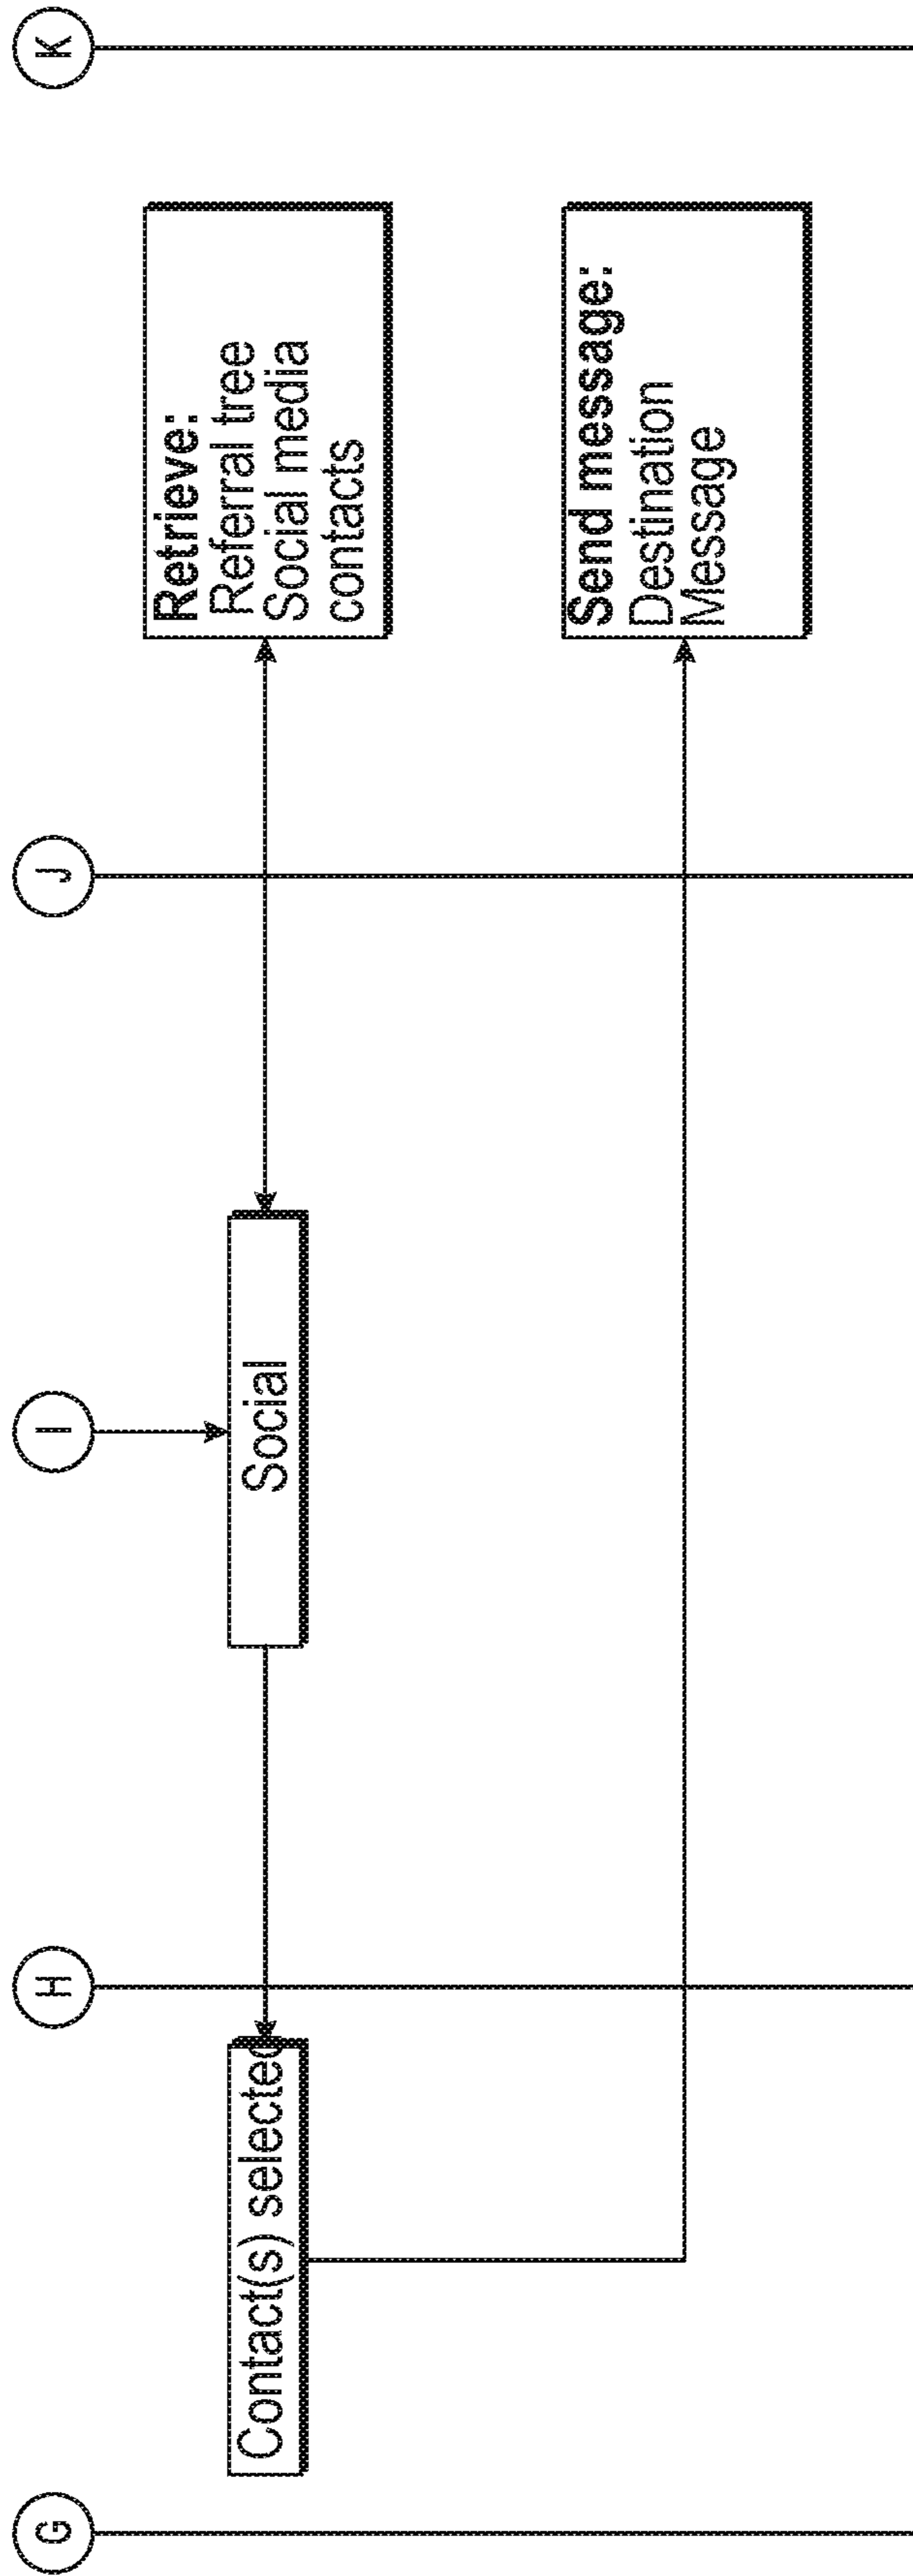 G
H
I
J
K
Contact(s) selected
Social
Retrieve:
Referral tree
Social media
contacts
Send message:
Destination
Message